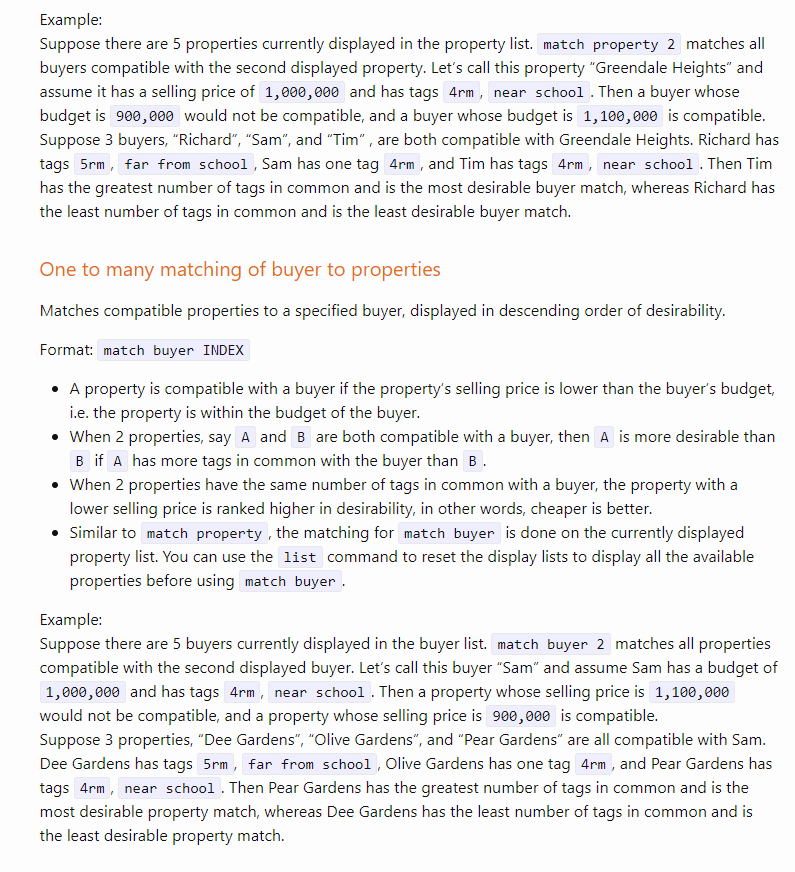 Example:
Suppose there are 5 properties currently displayed in the property list. match property 2 matches all
buyers compatible with the second displayed property. Let’s call this property “Greendale Heights” and
assume it has a selling price of 1,000,000 and has tags 4rm, near school. Then a buyer whose
budget is 900,000 would not be compatible, and a buyer whose budget is 1,100,000 is compatible.
Suppose 3 buyers, “Richard”, “Sam”, and “Tim” , are both compatible with Greendale Heights. Richard has
tags 5rm, far from school, Sam has one tag 4rm, and Tim has tags 4rm, near school. Then Tim
has the greatest number of tags in common and is the most desirable buyer match, whereas Richard has
the least number of tags in common and is the least desirable buyer match.
One to many matching of buyer to properties
Matches compatible properties to a specified buyer, displayed in descending order of desirability.
Format: match buyer INDEX
• A property is compatible with a buyer if the property’s selling price is lower than the buyer’s budget,
i.e. the property is within the budget of the buyer.
• When 2 properties, say A and B are both compatible with a buyer, then A is more desirable than
B if A has more tags in common with the buyer than B.
• When 2 properties have the same number of tags in common with a buyer, the property with a
lower selling price is ranked higher in desirability, in other words, cheaper is better.
• Similar to match property, the matching for match buyer is done on the currently displayed
property list. You can use the list command to reset the display lists to display all the available
properties before using match buyer.
Example:
Suppose there are 5 buyers currently displayed in the buyer list. match buyer 2 matches all properties
compatible with the second displayed buyer. Let’s call this buyer “Sam” and assume Sam has a budget of
1,000,000 and has tags 4rm, near school. Then a property whose selling price is 1,100,000
would not be compatible, and a property whose selling price is 900,000 is compatible.
Suppose 3 properties, “Dee Gardens”, “Olive Gardens”, and “Pear Gardens” are all compatible with Sam.
Dee Gardens has tags 5rm, far from school, Olive Gardens has one tag 4rm, and Pear Gardens has
tags 4rm, near school. Then Pear Gardens has the greatest number of tags in common and is the
most desirable property match, whereas Dee Gardens has the least number of tags in common and is
the least desirable property match.